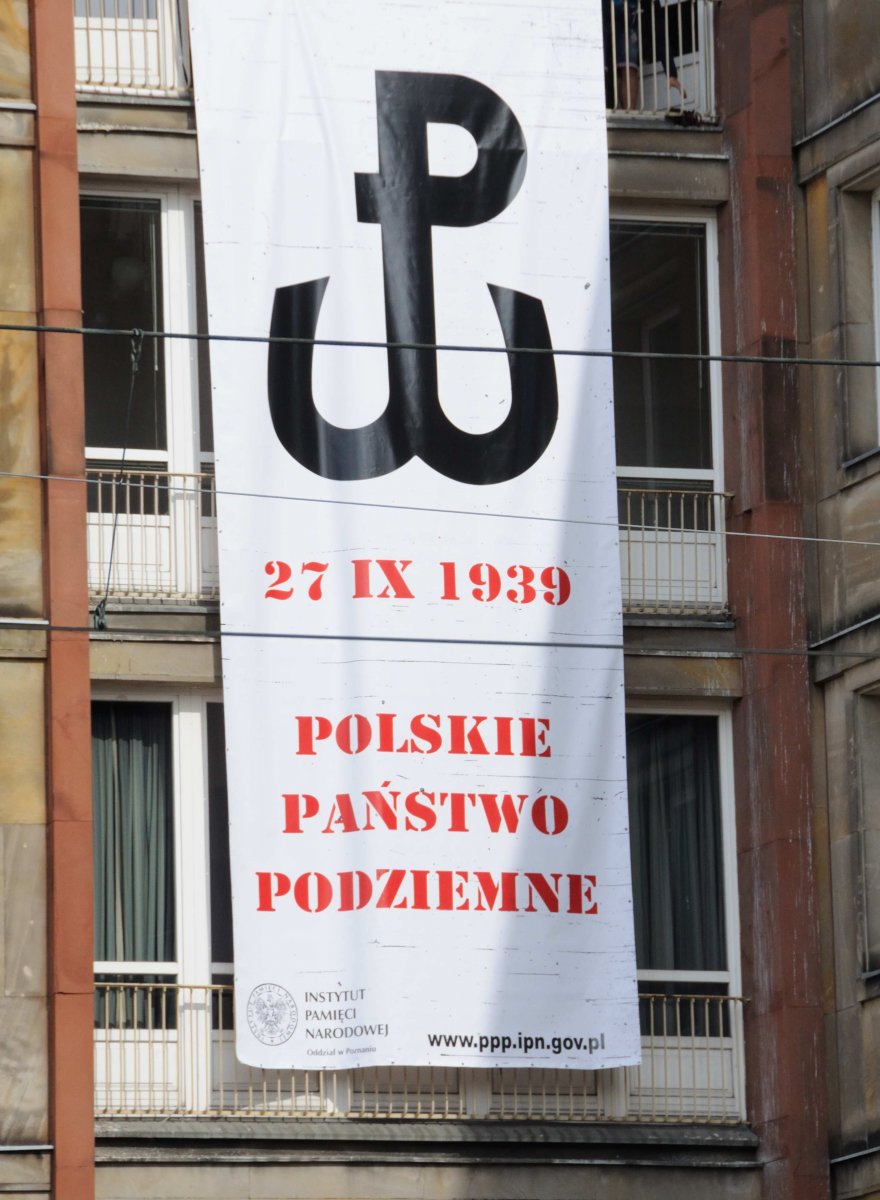 27 IX 1939
POLSKIE
PAŃSTWO
PODZIEMNE
INSTYTUT
PAMIĘCI
NARODOWEJ
Oddział w Poznaniu
www.ppp.ipn.gov.pl